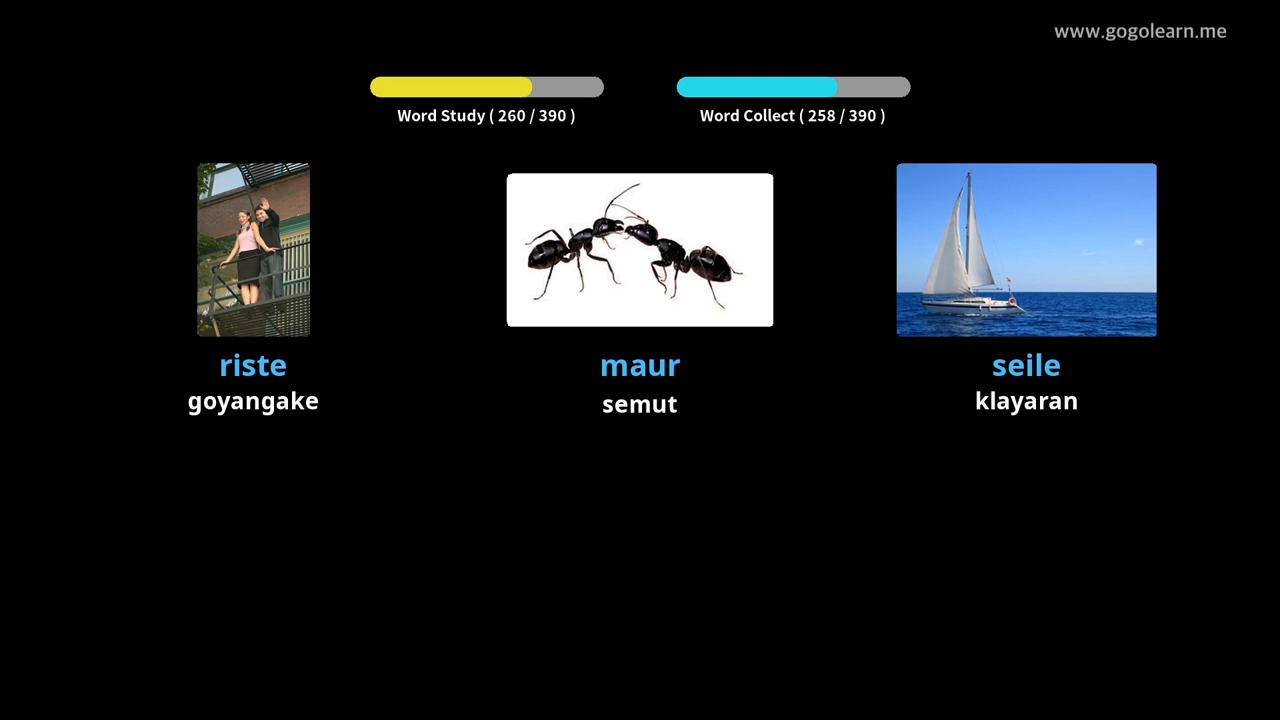 www.gogolearn.me
Word Study ( 260 / 390 )
Word Collect ( 258 / 390 )
riste
goyangake
maur
semut
seile
klayaran